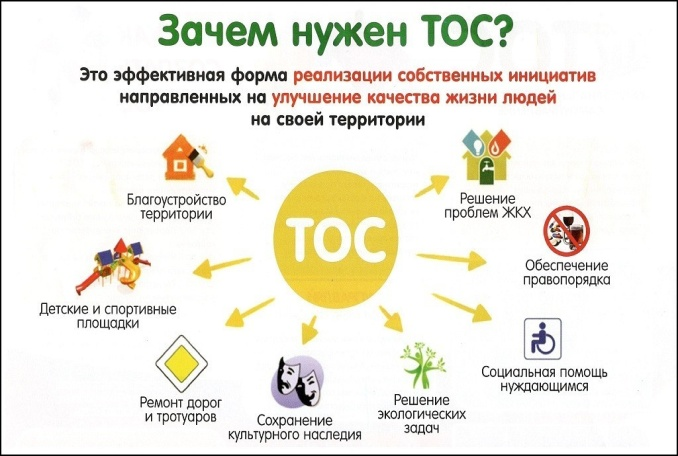 Зачем нужен ТОС?
Это эффективная форма реализации собственных инициатив
направленных на улучшение качества жизни людей
на своей территории
Благоустройство
территории
Решение
проблем ЖКХ
ТОС
Обеспечение
правопорядка
Детские и спортивные
площадки
Социальная помощь
нуждающимся
Ремонт дорог
и тротуаров
Сохранение
культурного наследия
Решение
экологических
задач